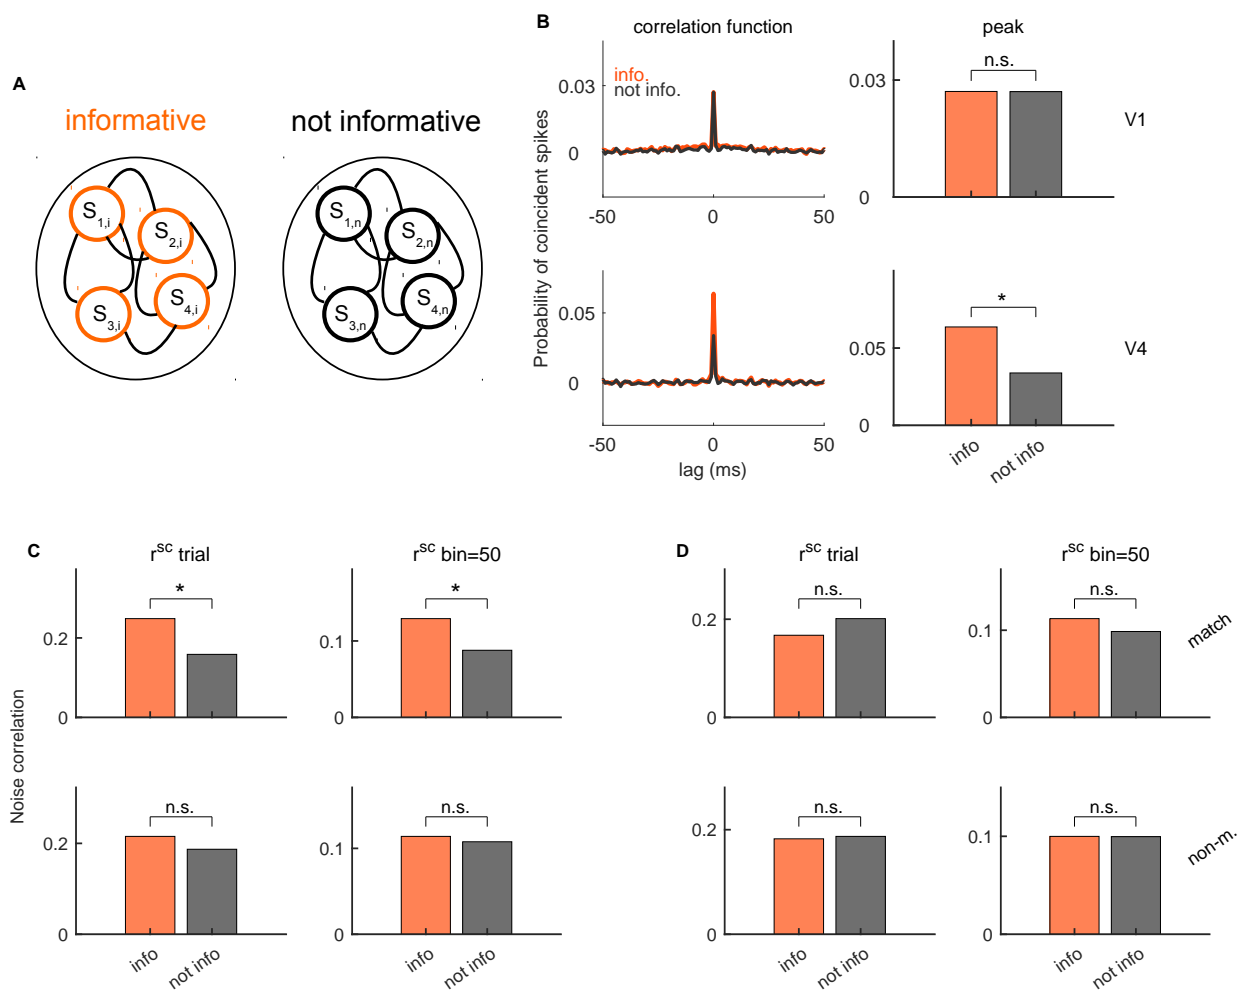 A
informative
not informative
S1,i
S2,i
S3,i
S4,i
S1,n
S2,n
S3,n
S4,n
B
correlation function
peak
Probability of coincident spikes
info.
not info.
0.03
0
-50
0
50
n.s.
0.03
0
V1
0.05
0
-50
0
50
lag (ms)
*
0.05
0
info
not info
V4
C
Noise correlation
rsc trial
rsc bin=50
*
0.2
0
*
0.1
0
n.s.
0.2
0
info
not info
n.s.
0.1
0
info
not info
D
rsc trial
rsc bin=50
n.s.
0.2
0
n.s.
0.1
0
match
n.s.
0.2
0
info
not info
n.s.
0.1
0
info
not info
non-m.